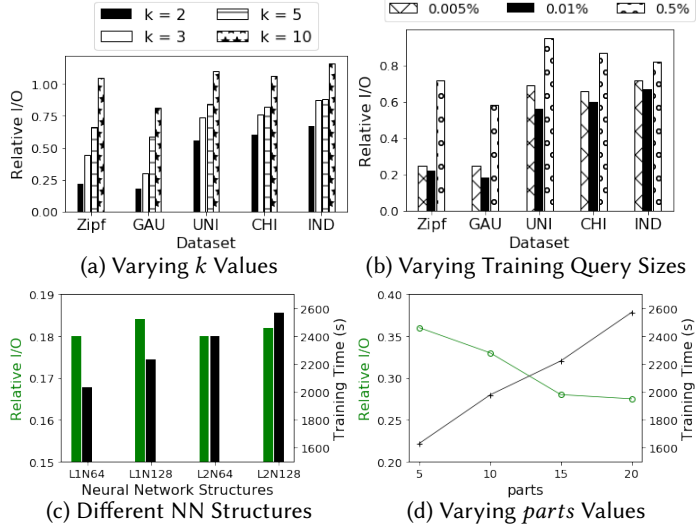 k = 2
k = 5
k = 3
k = 10
Relative I/O
1.00
0.75
0.50
0.25
0.00
Zipf GAU UNI CHI IND
Dataset
(a) Varying k Values
0.005% 0.01% 0.5%
Relative I/O
0.8
0.6
0.4
0.2
0.0
Zipf GAU UNI CHI IND
Dataset
(b) Varying Training Query Sizes
Relative I/O
0.19
0.18
0.17
0.16
0.15
2600
2400
2200
2000
1800
1600
Training Time (s)
L1N64 L1N128 L2N64 L2N128
Neural Network Structures
(c) Different NN Structures
Relative I/O
0.40
0.35
0.30
0.25
0.20
2600
2400
2200
2000
1800
1600
Training Time (s)
5 10 15 20
parts
(d) Varying parts Values